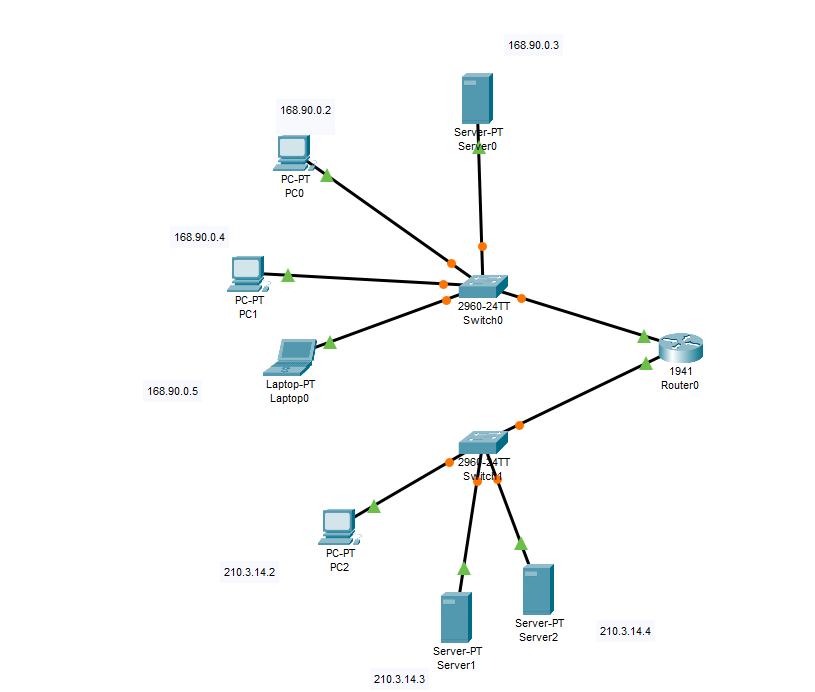 168.90.0.3
Server-PT
Server0
168.90.0.2
PC-PT
PC0
168.90.0.4
PC-PT
PC1
2960-24TT
Switch0
1941
Router0
Laptop-PT
Laptop0
168.90.0.5
2960-24TT
Switch1
PC-PT
PC2
210.3.14.2
Server-PT
Server2
210.3.14.4
Server-PT
Server1
210.3.14.3